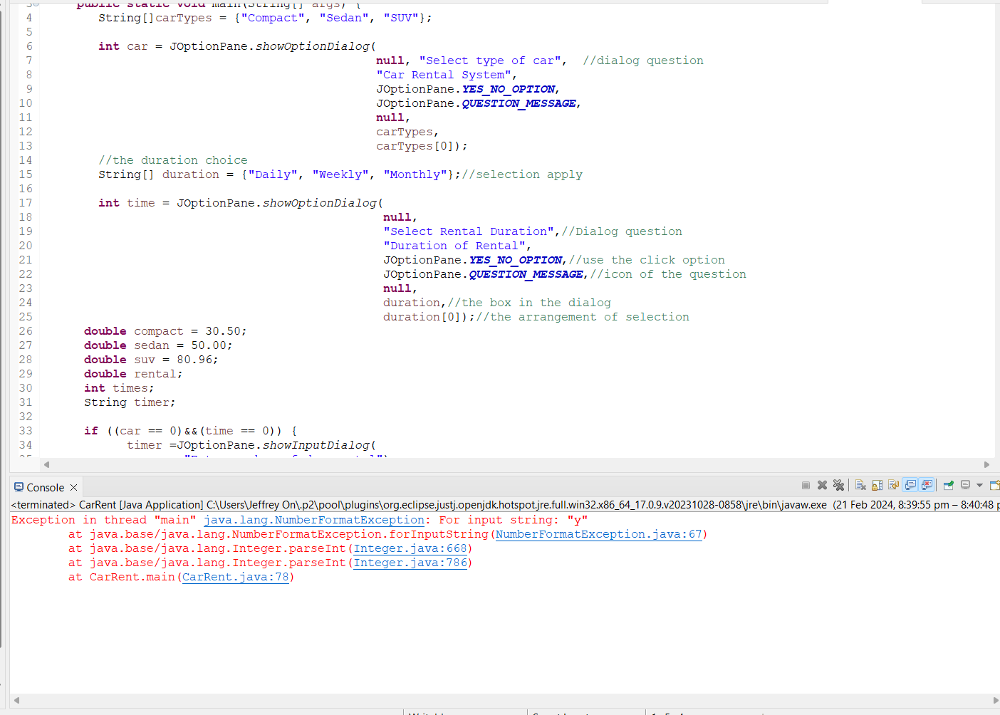 3 public static void main(String[] args) {
4 String[]carTypes = {"Compact", "Sedan", "SUV"};
5
6 int car = JOptionPane.showOptionDialog(
7 null, "Select type of car",  //dialog question
8 "Car Rental System",
9 JOptionPane.YES_NO_OPTION,
10 JOptionPane.QUESTION_MESSAGE,
11 null,
12 carTypes,
13 carTypes[0]);
14 //the duration choice
15 String[] duration = {"Daily", "Weekly", "Monthly"};//selection apply
16
17 int time = JOptionPane.showOptionDialog(
18 null,
19 "Select Rental Duration",//Dialog question
20 "Duration of Rental",
21 JOptionPane.YES_NO_OPTION,//use the click option
22 JOptionPane.QUESTION_MESSAGE,//icon of the question
23 null,
24 duration,//the box in the dialog
25 duration[0]);//the arrangement of selection
26 double compact = 30.50;
27 double sedan = 50.00;
28 double suv = 80.96;
29 double rental;
30 int times;
31 String timer;
32
33 if ((car == 0)&&(time == 0)) {
34 timer =JOptionPane.showInputDialog(
Console
<terminated> CarRent [Java Application] C:\Users\Jeffrey On\.p2\pool\plugins\org.eclipse.justj.openjdk.hotspot.jre.full.win32.x86_64_17.0.9.v20231028-0858\jre\bin\javaw.exe (21 Feb 2024, 8:39:55 pm – 8:40:48 p
Exception in thread "main" java.lang.NumberFormatException: For input string: "y"
at java.base/java.lang.NumberFormatException.forInputString(NumberFormatException.java:67)
at java.base/java.lang.Integer.parseInt(Integer.java:668)
at java.base/java.lang.Integer.parseInt(Integer.java:786)
at CarRent.main(CarRent.java:78)